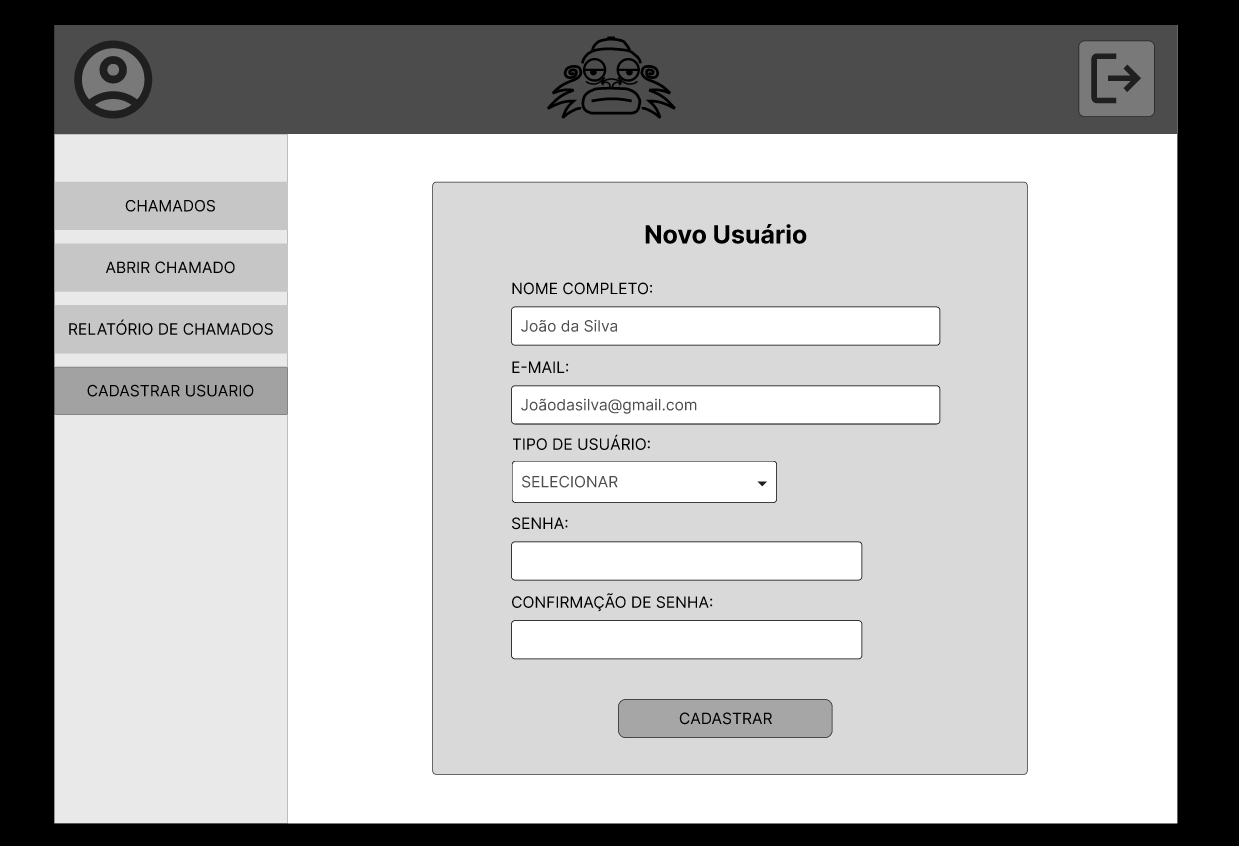 CHAMADOS
ABRIR CHAMADO
RELATÓRIO DE CHAMADOS
CADASTRAR USUARIO
Novo Usuário
NOME COMPLETO:
João da Silva
E-MAIL:
Joãodasilva@gmail.com
TIPO DE USUÁRIO:
SELECIONAR
SENHA:
CONFIRMAÇÃO DE SENHA:
CADASTRAR